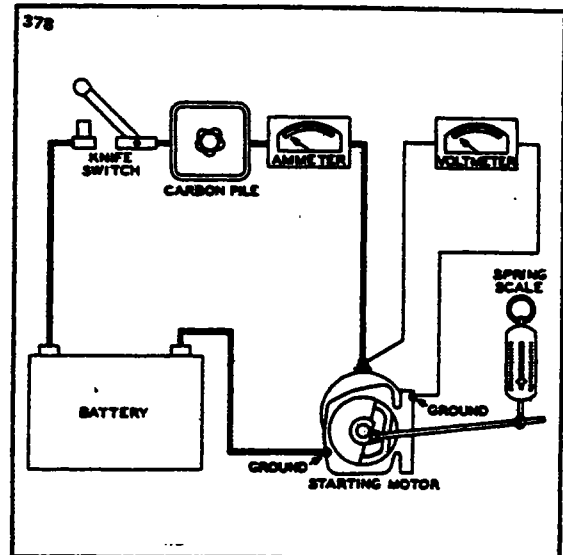 378
KNIFE
SWITCH
CARBON PILE
AMMETER
VOLTMETER
SPRING
SCALE
BATTERY
GROUND
GROUND
STARTING MOTOR